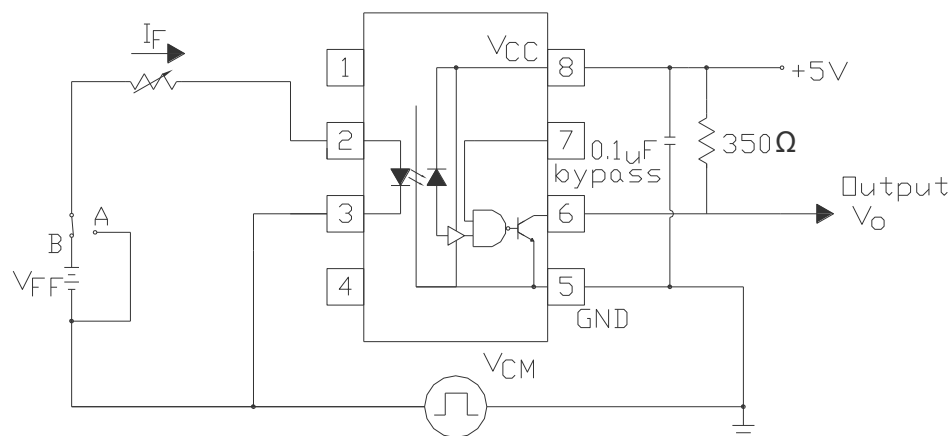 IF
VCC
1
8
+5V
2
7
0.1uF
bypass
350Ω
3
6
Output
VO
A
B
VFF
4
5
GND
VCM